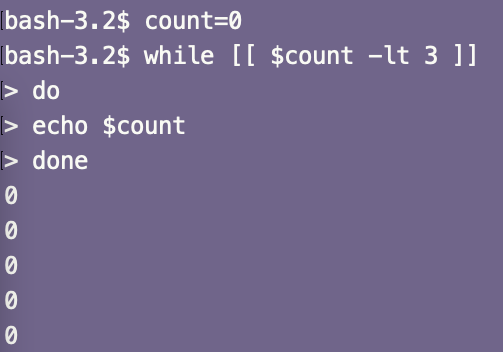 bash-3.2$ count=0
bash-3.2$ while [[ $count -lt 3 ]]
> do
> echo $count
> done
0
0
0
0
0